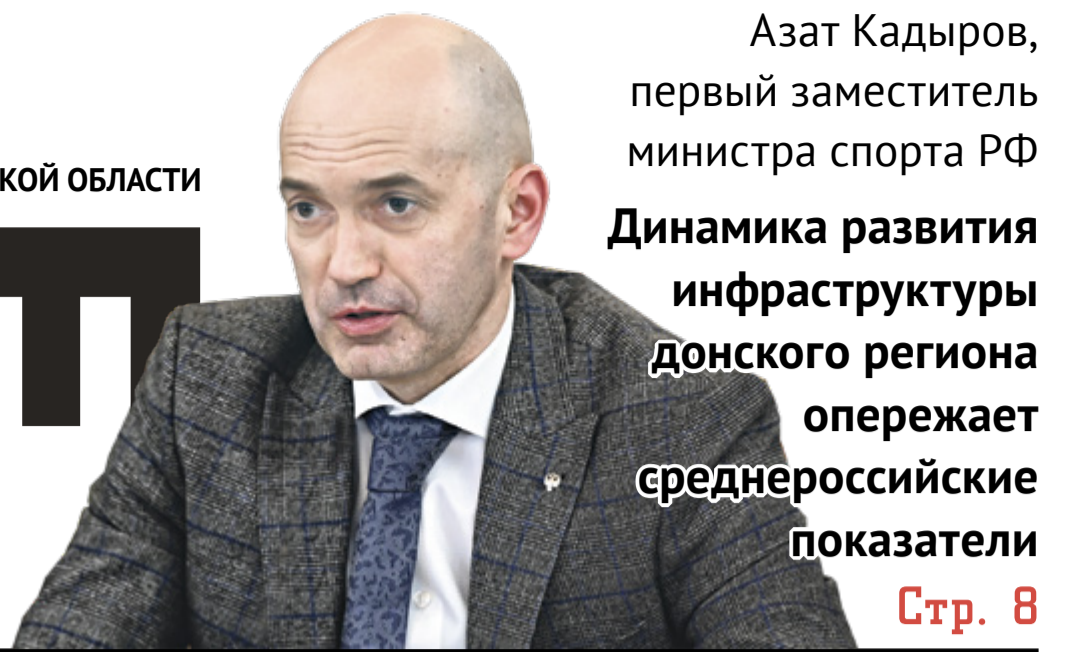 Азат Кадыров,
первый заместитель
министра спорта РФ
КОЙ ОБЛАСТИ
Динамика развития
инфраструктуры
донского региона
опережает
среднероссийские
показатели
Стр. 8